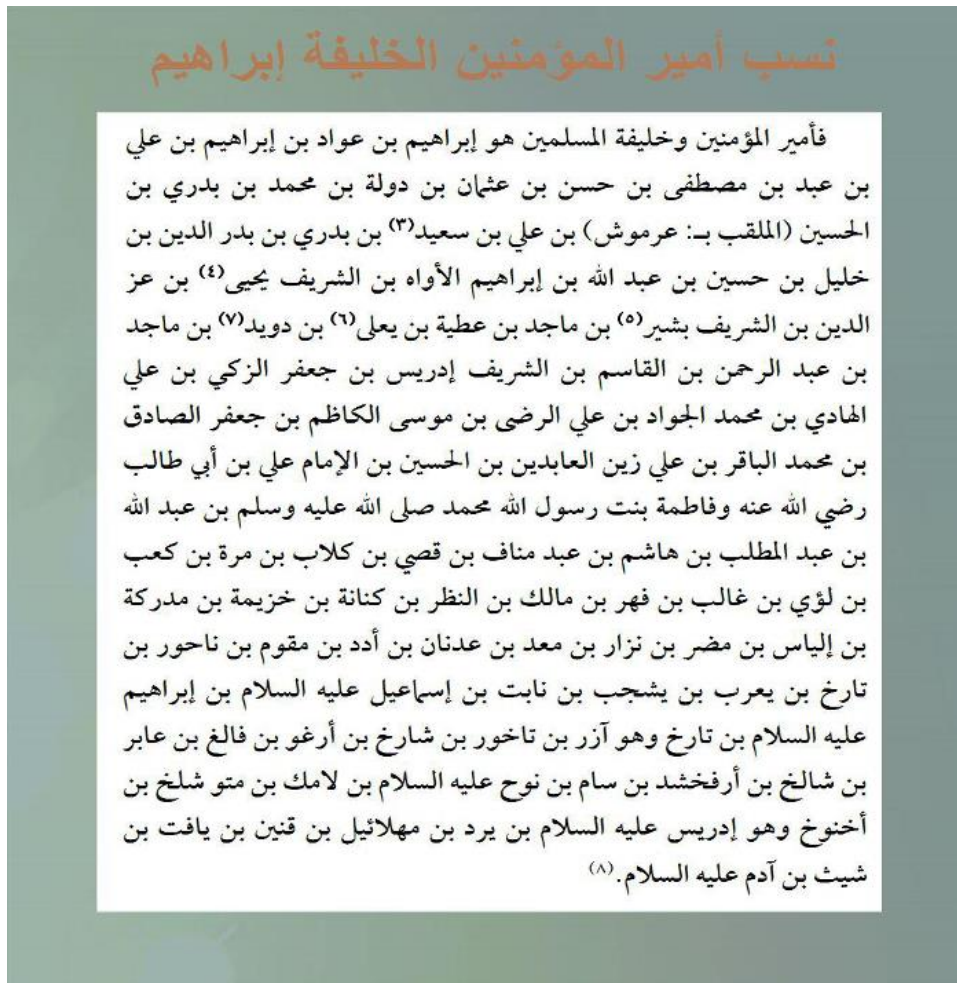 نسب أمير المؤمنين الخليفة إبراهيم
فأمير المؤمنين وخليفة المسلمين هو إبراهيم بن عواد بن إبراهيم بن علي
بن عبد بن مصطفى بن حسن بن عثمان بن دولة بن محمد بن بدري بن
الحسين (الملقب بـ: عرموش) بن علي بن سعيد(٣) بن بدري بن بدر الدين بن
خليل بن حسين بن عبد الله بن إبراهيم الأواه بن الشريف يحيى(٤) بن عز
الدين بن الشريف بشير(٥) بن ماجد بن عطية بن يعلى(٦) بن دويد(٧) بن ماجد
بن عبد الرحمن بن القاسم بن الشريف إدريس بن جعفر الزكي بن علي
الهادي بن محمد الجواد بن علي الرضى بن موسى الكاظم بن جعفر الصادق
بن محمد الباقر بن علي زين العابدين بن الحسين بن الإمام علي بن أبي طالب
رضي الله عنه وفاطمة بنت رسول الله محمد صلى الله عليه وسلم بن عبد الله
بن عبد المطلب بن هاشم بن عبد مناف بن قصي بن كلاب بن مرة بن كعب
بن لؤي بن غالب بن فهر بن مالك بن النظر بن كنانة بن خزيمة بن مدركة
بن إلياس بن مضر بن نزار بن معد بن عدنان بن أدد بن مقوم بن ناحور بن
تارخ بن يعرب بن يشجب بن نابت بن إسماعيل عليه السلام بن إبراهيم
عليه السلام بن تارخ وهو آزر بن تاخور بن شارخ بن أرغو بن فالغ بن عابر
بن شالخ بن أرفخشد بن سام بن نوح عليه السلام بن لامك بن متو شلخ بن
أخنوخ وهو إدريس عليه السلام بن يرد بن مهلائيل بن قنين بن يافت بن
شيث بن آدم عليه السلام.(٨)